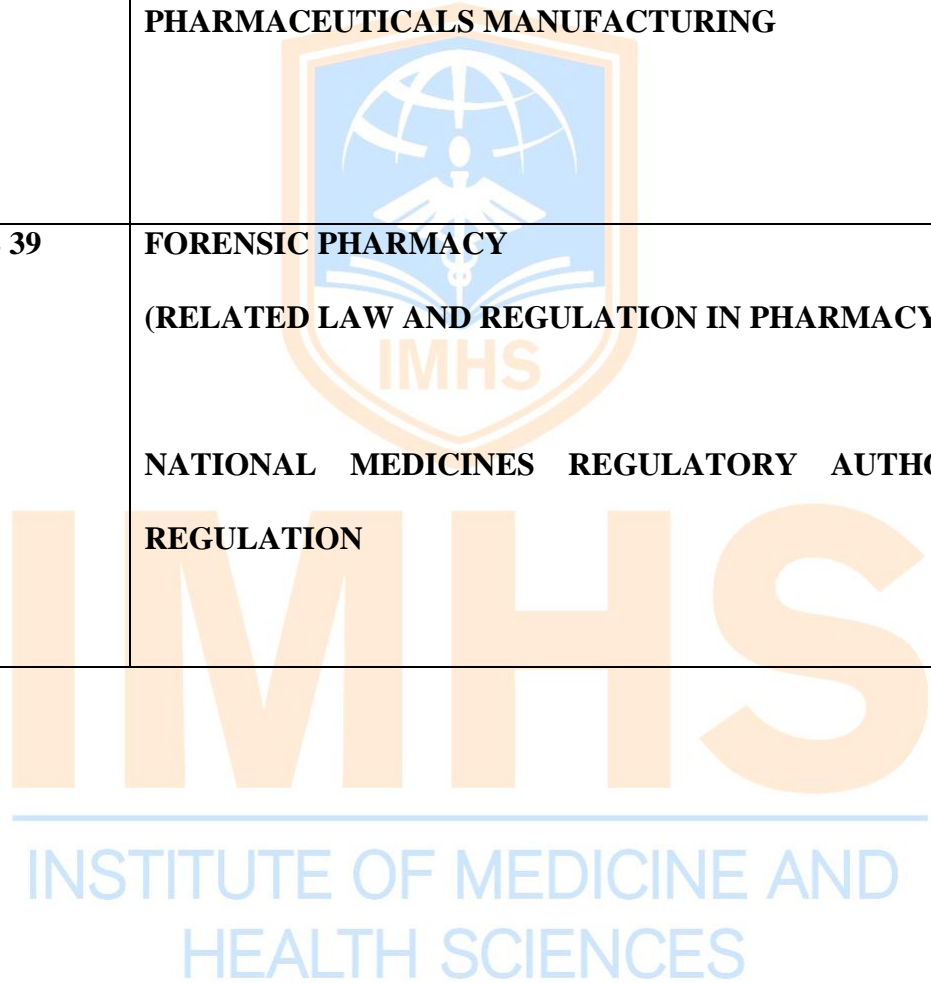 PHARMACEUTICALS MANUFACTURING
39 FORENSIC PHARMACY
(RELATED LAW AND REGULATION IN PHARMACY
NATIONAL MEDICINES REGULATORY
REGULATION
IMHS
IMHS
INSTITUTE OF MEDICINE AND
HEALTH SCIENCES